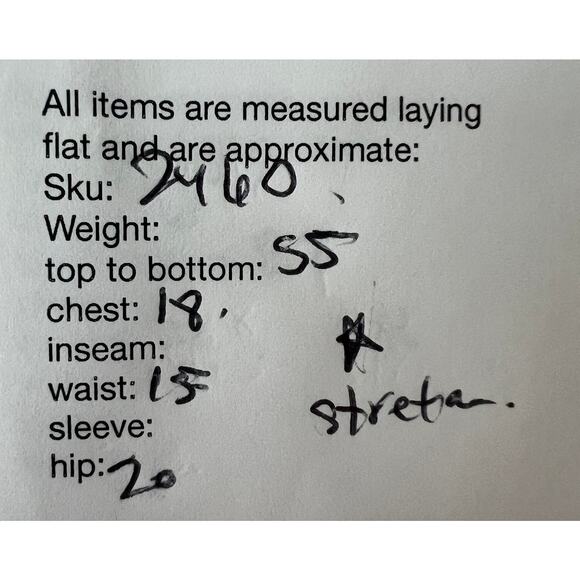 All items are measured laying
flat and are approximate:
Sku: 2460
Weight:
top to bottom: 55
chest: 18.
inseam:
waist: 15
stretch.
sleeve:
hip: 20